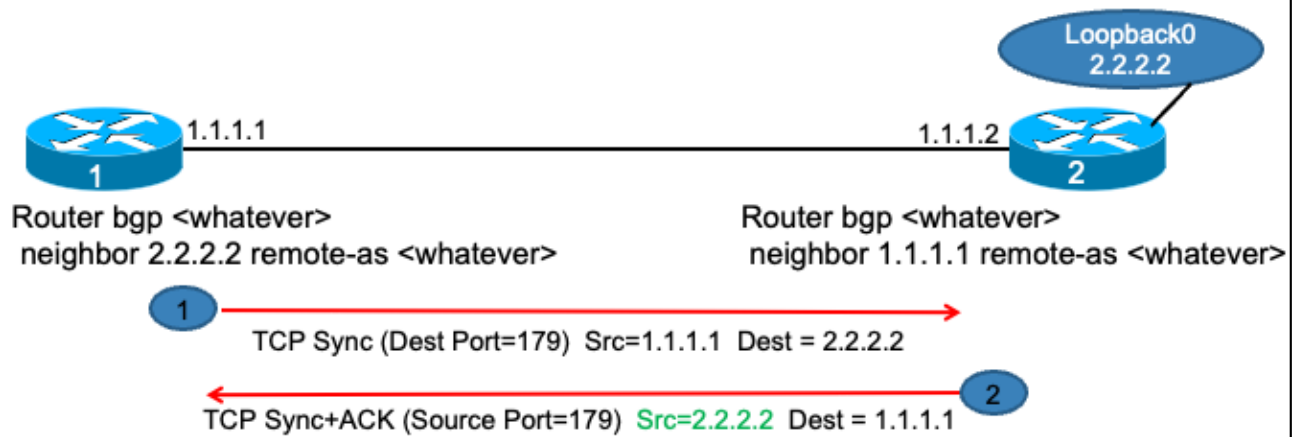 Loopback0
2.2.2.2
1.1.1.1
1.1.1.2
1
2
Router bgp <whatever>
neighbor 2.2.2.2 remote-as <whatever>
Router bgp <whatever>
neighbor 1.1.1.1 remote-as <whatever>
1
TCP Sync (Dest Port=179) Src=1.1.1.1 Dest = 2.2.2.2
2
TCP Sync+ACK (Source Port=179) Src=2.2.2.2 Dest = 1.1.1.1